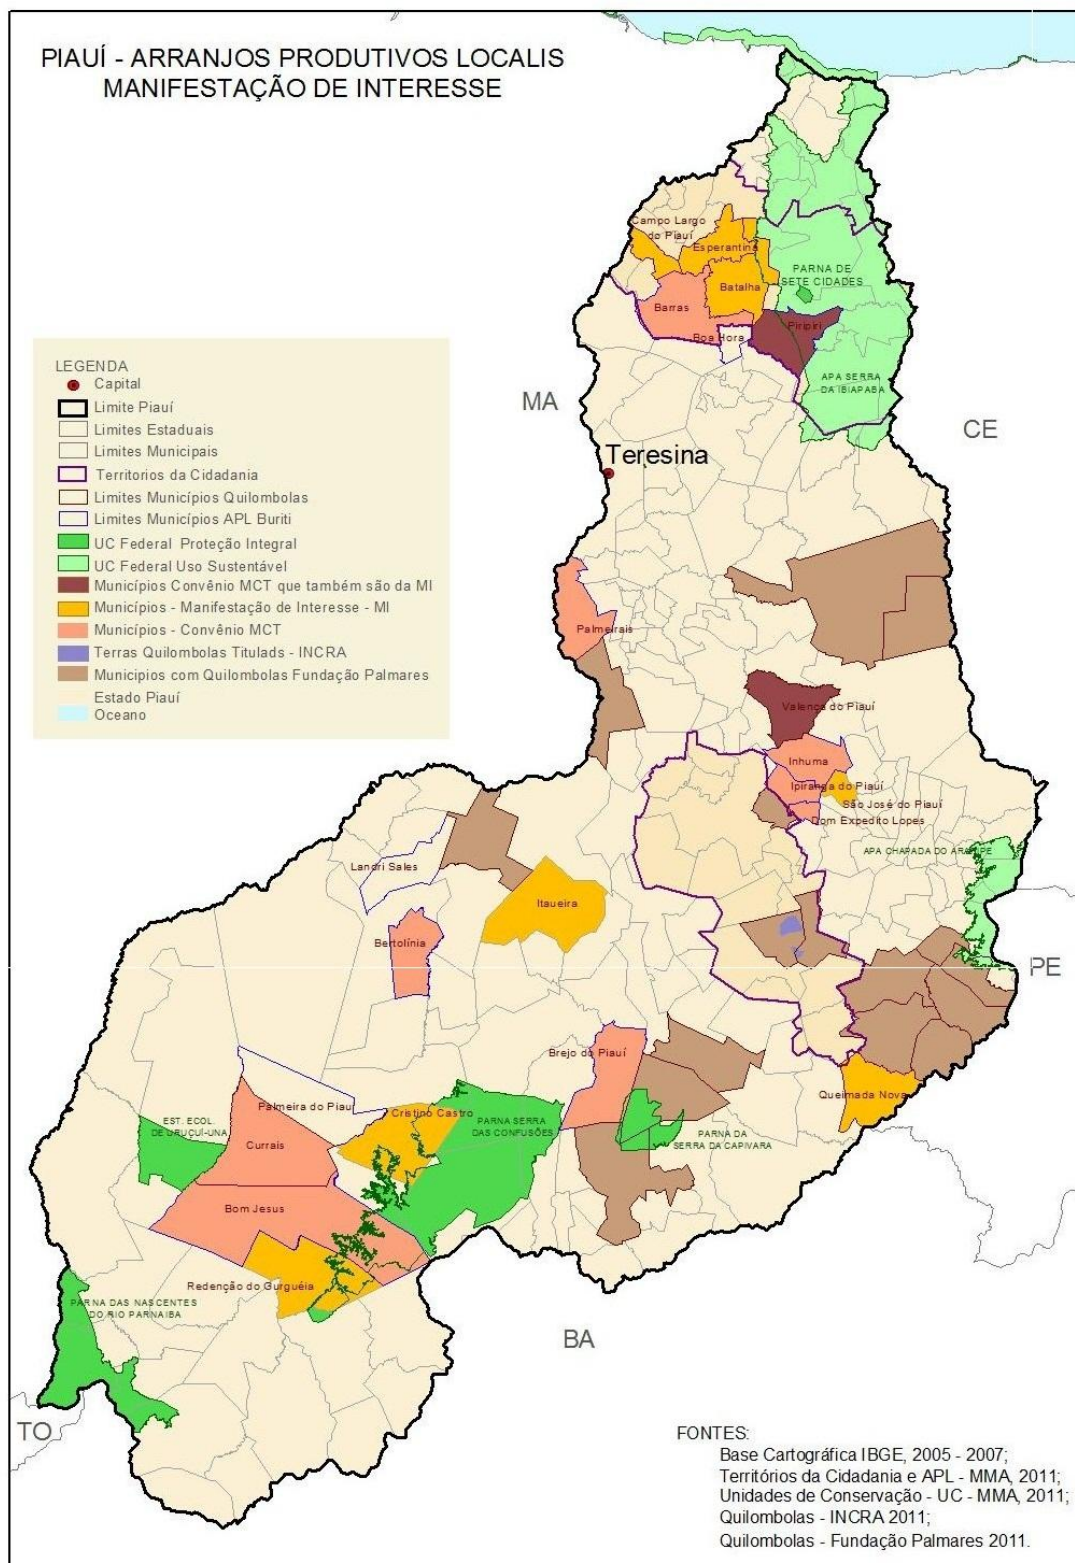 PIAUÍ - ARRANJOS PRODUTIVOS LOCALIS
MANIFESTAÇÃO DE INTERESSE
Campo Largo
do Piauí
Esperantina
Batalha
Barras
Boa Hora
Piripiri
PARNA DE
SETE CIDADES
APA SERRA
DA IBIAPABA
MA
CE
Teresina
LEGENDA
Capital
Limite Piauí
Limites Estaduais
Limites Municipais
Territorios da Cidadania
Limites Municípios Quilombolas
Limites Municípios APL Buriti
UC Federal Proteção Integral
UC Federal Uso Sustentável
Municípios Convênio MCT que também são da MI
Municípios - Manifestação de Interesse - MI
Municípios - Convênio MCT
Terras Quilombolas Titulads - INCRA
Municipios com Quilombolas Fundação Palmares
Estado Piauí
Oceano
Palmeirais
Valença do Piauí
Inhuma
Ipiranga do Piauí
São José do Piauí
Dom Expedito Lopes
APA CHAPADA DO ARARIPE
Landri Sales
Itaueira
Bertolínia
PE
Brejo do Piauí
Queimada Nova
Palmeira do Piauí
Cristino Castro
PARNA SERRA
DAS CONFUSÕES
EST. ECOL.
DE URUÇUÍ-UNA
Currais
PARNA DA
SERRA DA CAPIVARA
Bom Jesus
Redenção do Gurguéia
PARNA DAS NASCENTES
DO RIO PARNAIBA
BA
TO
FONTES:
Base Cartográfica IBGE, 2005 - 2007;
Territórios da Cidadania e APL - MMA, 2011;
Unidades de Conservação - UC - MMA, 2011;
Quilombolas - INCRA 2011;
Quilombolas - Fundação Palmares 2011.